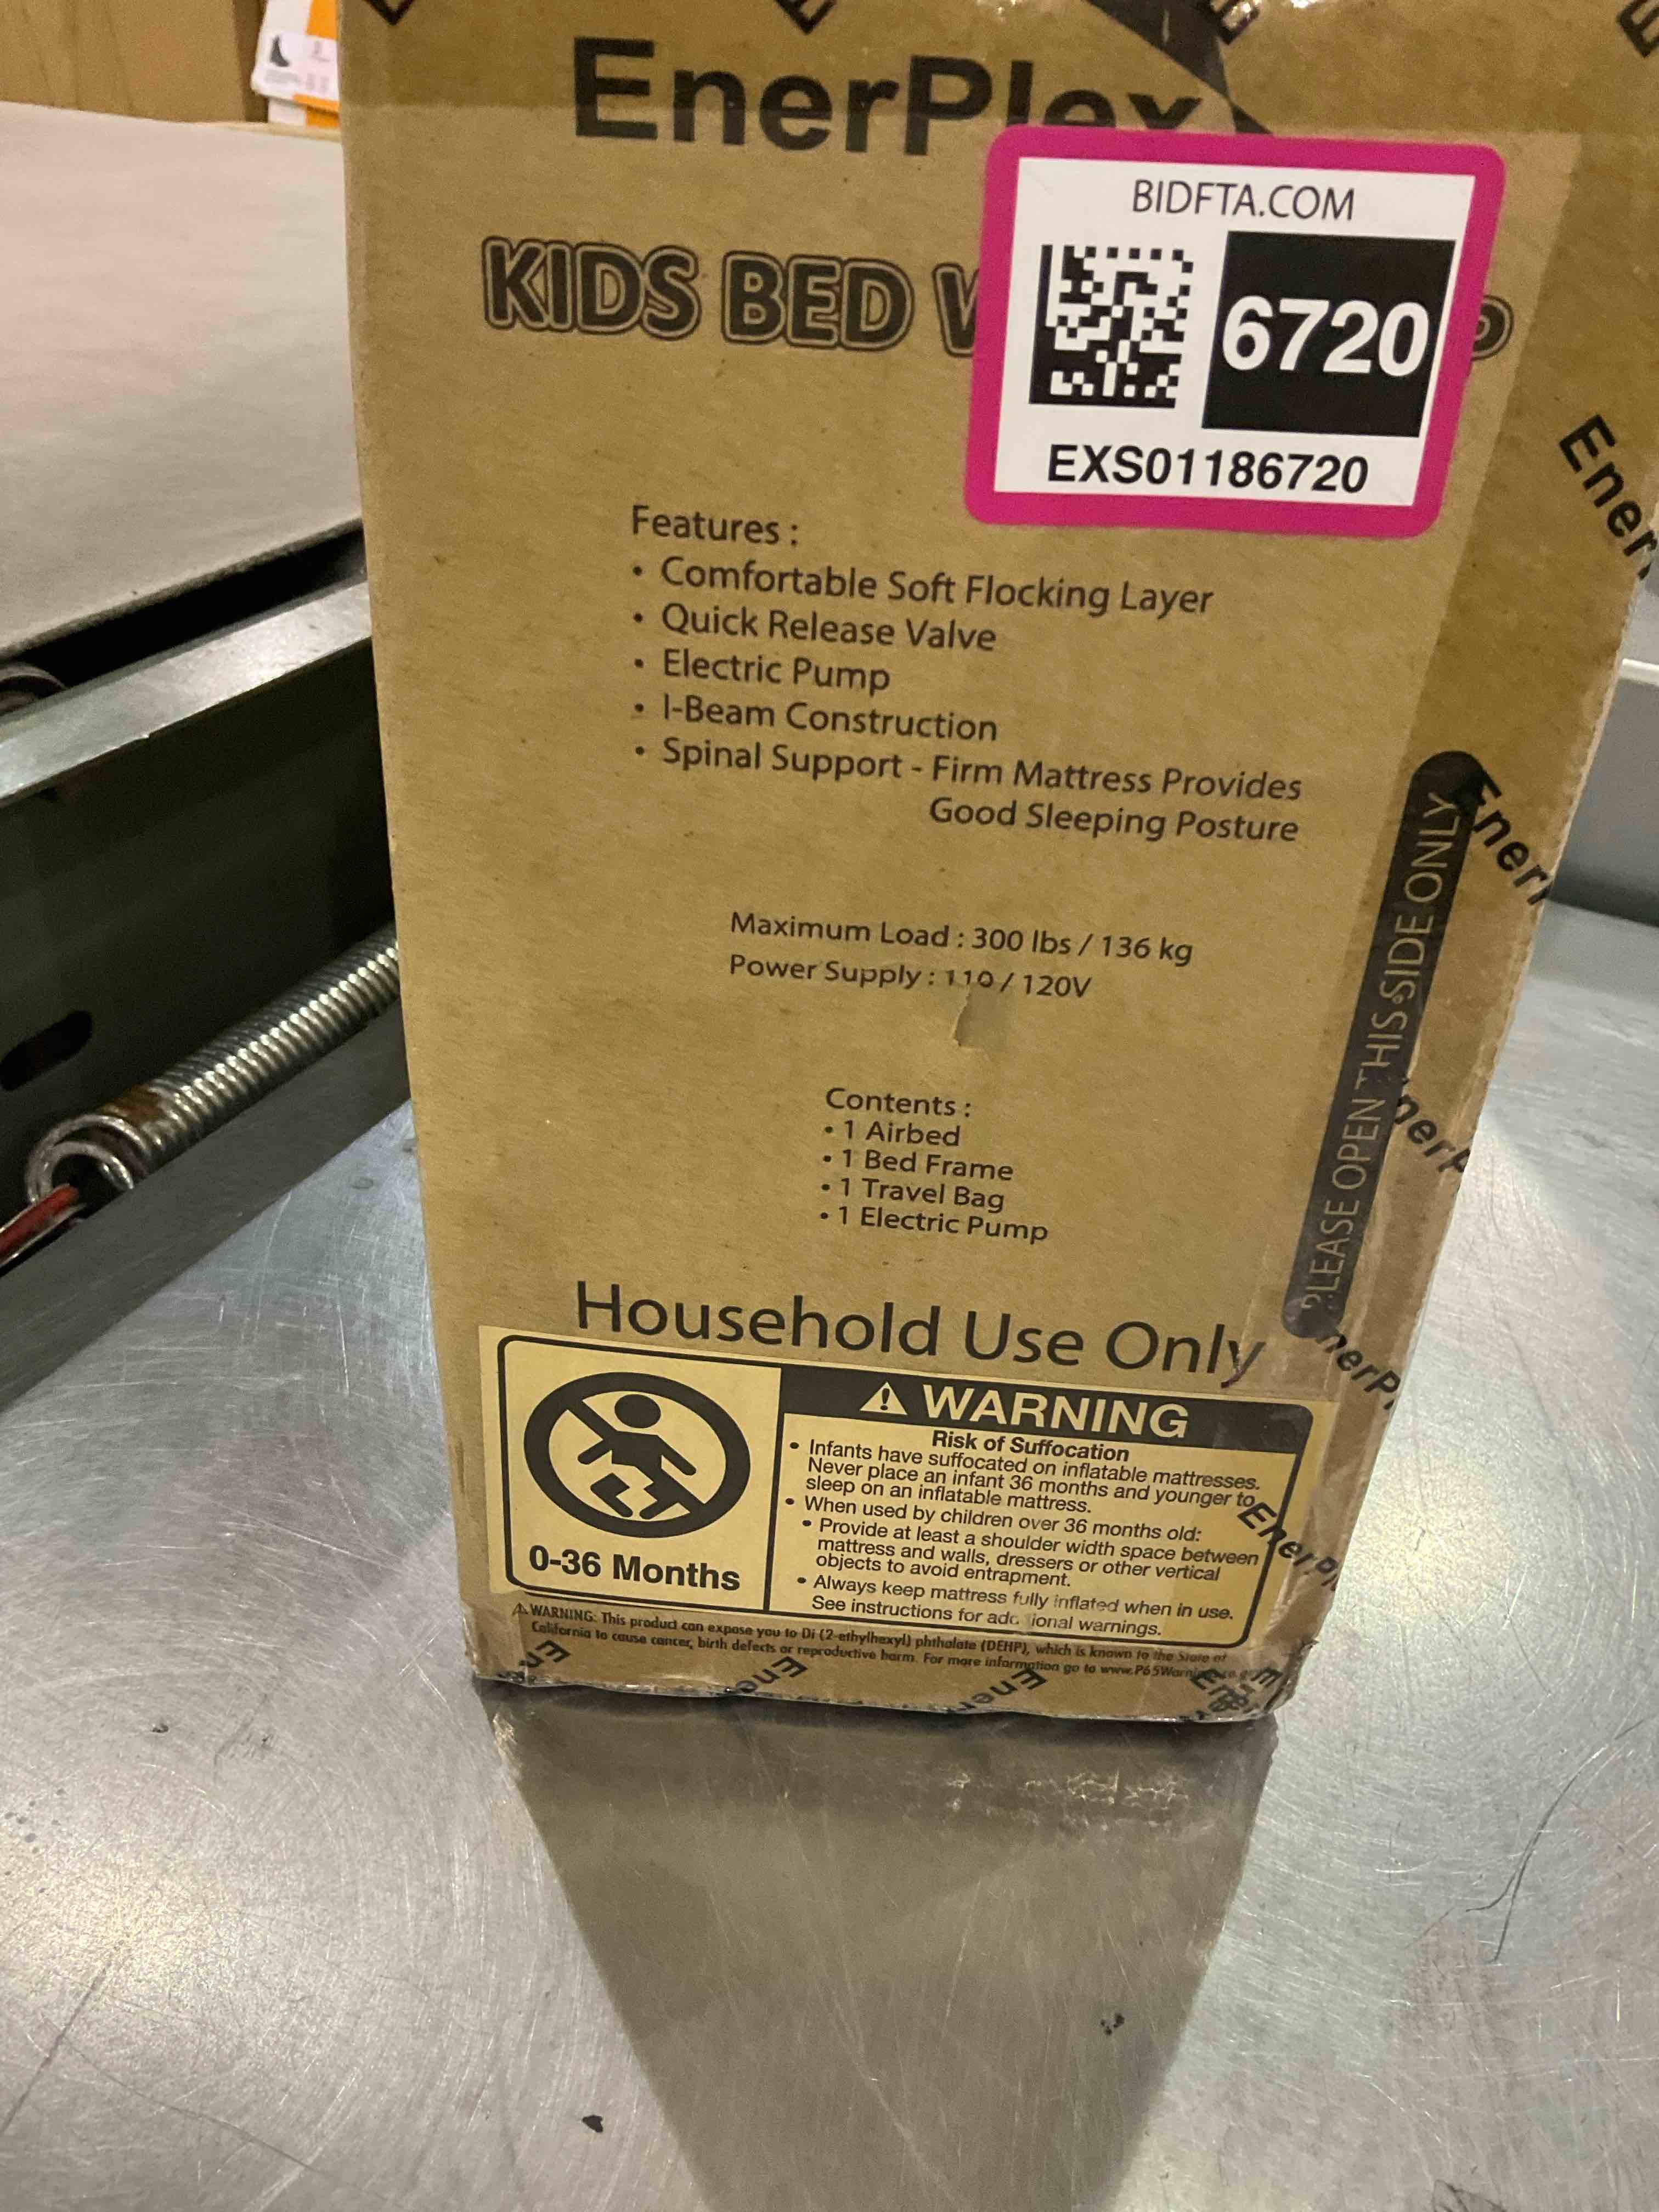 EnerPlex
BIDFTA.COM
KIDS BED
6720
EXS01186720
Features :
• Comfortable Soft Flocking Layer
• Quick Release Valve
• Electric Pump
• I-Beam Construction
• Spinal Support - Firm Mattress Provides
Good Sleeping Posture
Maximum Load : 300 lbs / 136 kg
Power Supply : 110 / 120V
PLEASE OPEN THIS SIDE ONLY
Contents :
• 1 Airbed
• 1 Bed Frame
• 1 Travel Bag
• 1 Electric Pump
Household Use Only
⚠ WARNING
Risk of Suffocation
• Infants have suffocated on inflatable mattresses.
Never place an infant 36 months and younger to
sleep on an inflatable mattress.
• When used by children over 36 months old:
• Provide at least a shoulder width space between
mattress and walls, dressers or other vertical
objects to avoid entrapment.
• Always keep mattress fully inflated when in use.
See instructions for additional warnings.
0-36 Months
⚠ WARNING: This product can expose you to Di (2-ethylhexyl) phthalate (DEHP), which is known to the State of
California to cause cancer, birth defects or reproductive harm. For more information go to